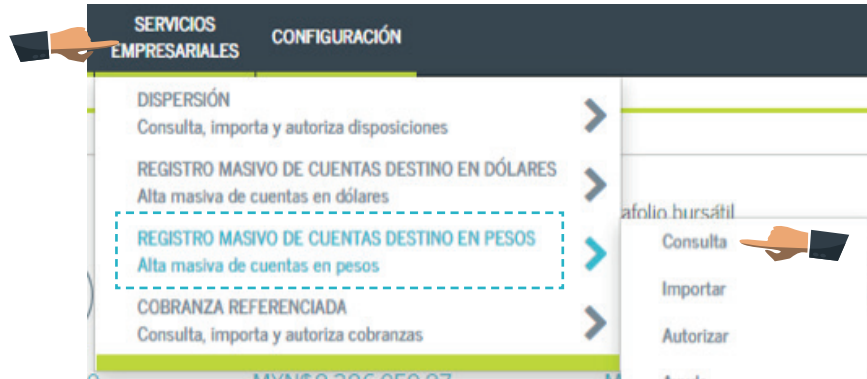 SERVICIOS
EMPRESARIALES
CONFIGURACIÓN
DISPERSIÓN
Consulta, importa y autoriza disposiciones
REGISTRO MASIVO DE CUENTAS DESTINO EN DÓLARES
Alta masiva de cuentas en dólares
afolio bursátil
REGISTRO MASIVO DE CUENTAS DESTINO EN PESOS
Alta masiva de cuentas en pesos
COBRANZA REFERENCIADA
Consulta, importa y autoriza cobranzas
Consulta
Importar
Autorizar